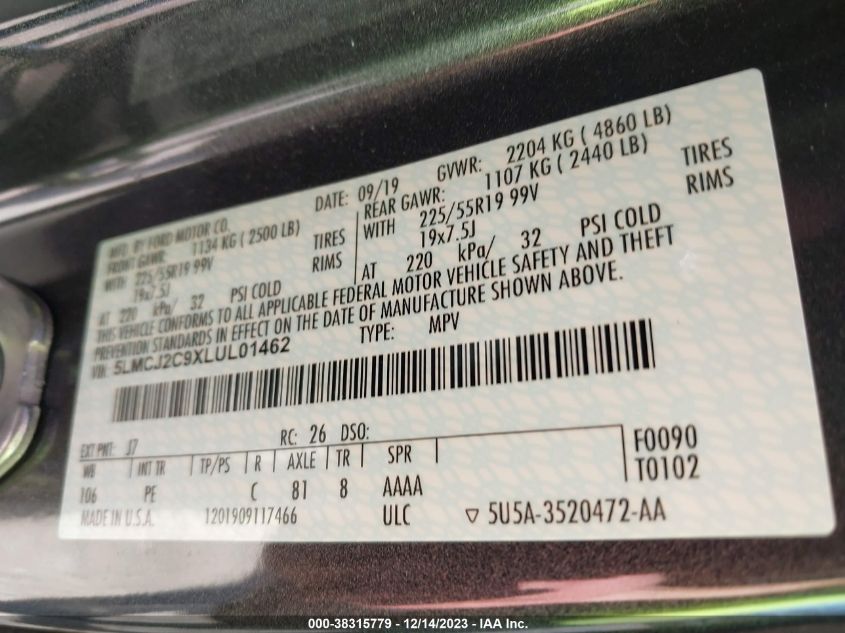 MFG. BY FORD MOTOR CO.
DATE: 09/19 GVWR: 2204 KG ( 4860 LB)
FRONT GAWR: 1134 KG ( 2500 LB)
WITH 225/55R19 99V TIRES
19x7.5J RIMS
AT 220 kPa/ 32 PSI COLD
REAR GAWR: 1107 KG ( 2440 LB)
WITH 225/55R19 99V TIRES
19x7.5J RIMS
AT 220 kPa/ 32 PSI COLD
THIS VEHICLE CONFORMS TO ALL APPLICABLE FEDERAL MOTOR VEHICLE SAFETY AND THEFT
PREVENTION STANDARDS IN EFFECT ON THE DATE OF MANUFACTURE SHOWN ABOVE.
VIN: 5LMCJ2C9XLUL01462 TYPE: MPV
EXT PNT: J7 RC: 26 DSO:
WB INT TR TP/PS R AXLE TR SPR
106 PE C 81 8 AAAA
F0090
T0102
MADE IN U.S.A. 1201909117466 ULC ▽ 5U5A-3520472-AA
000-38315779 – 12/14/2023 – IAA Inc.